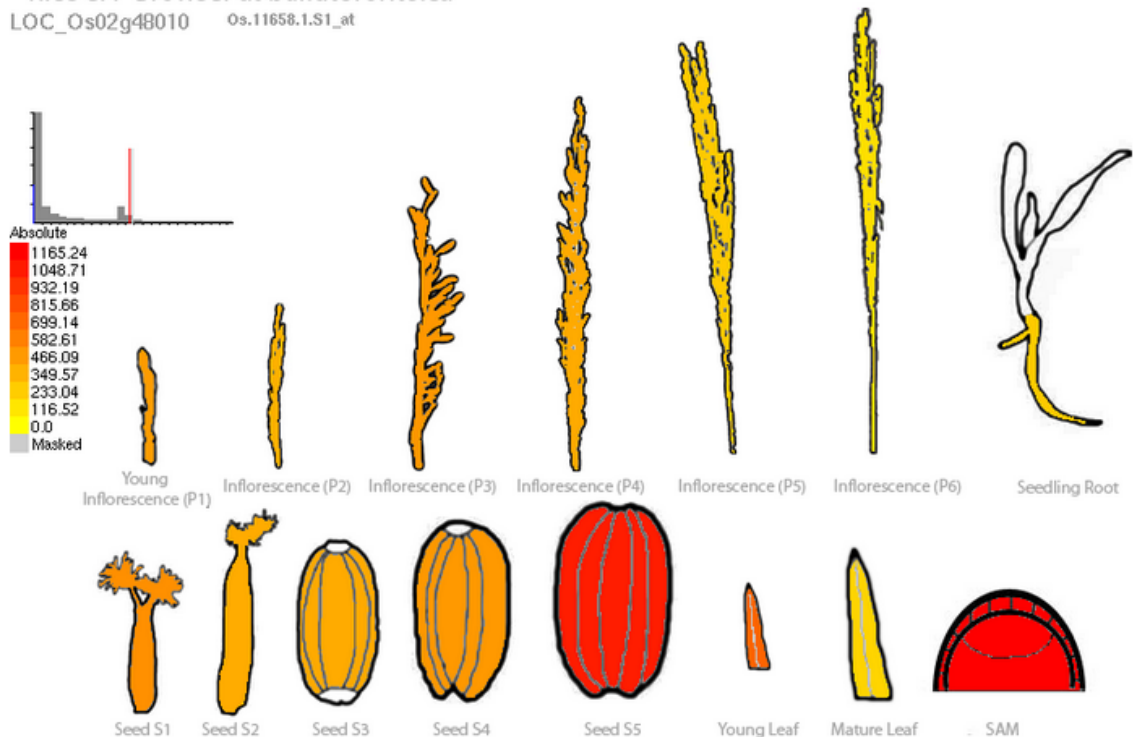 LOC_Os02g48010 Os.11658.1.S1_at
Absolute
1165.24
1048.71
932.19
815.66
699.14
582.61
466.09
349.57
233.04
116.52
0.0
Masked
Young
Inflorescence (P1)
Inflorescence (P2)
Inflorescence (P3)
Inflorescence (P4)
Inflorescence (P5)
Inflorescence (P6)
Seedling Root
Seed S1
Seed S2
Seed S3
Seed S4
Seed S5
Young Leaf
Mature Leaf
SAM